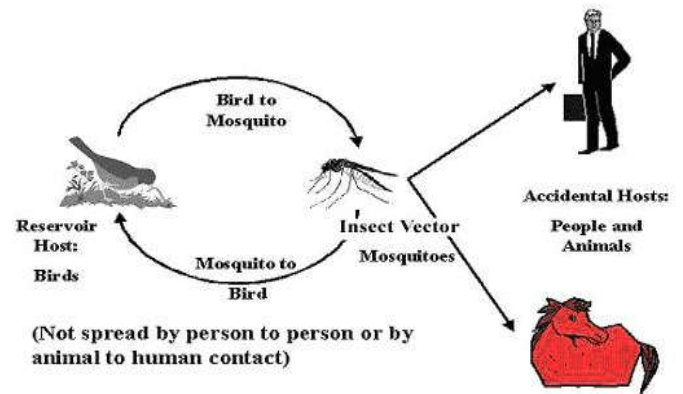 Bird to
Mosquito
Reservoir
Host:
Birds
Insect Vector
Mosquitoes
Mosquito to
Bird
Accidental Hosts:
People and
Animals
(Not spread by person to person or by
animal to human contact)